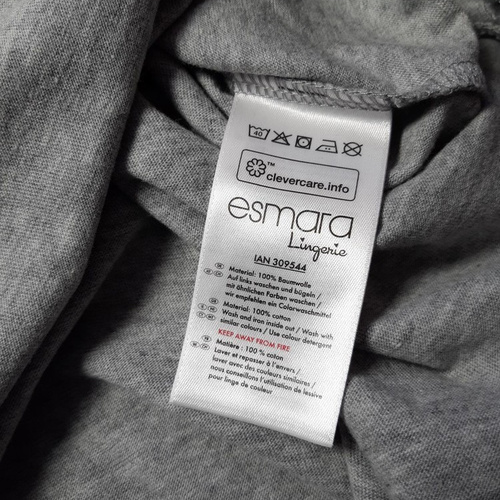 40
™
clevercare.info
esmara
Lingerie
IAN 309544
Material: 100% Baumwolle
Auf links waschen und bügeln /
mit ähnlichen Farben waschen /
wir empfehlen ein Colorwaschmittel
Material: 100% cotton
Wash and iron inside out / Wash with
similar colours / Use colour detergent
KEEP AWAY FROM FIRE
Matière : 100 % coton
Laver et repasser à l'envers /
laver avec des couleurs similaires /
nous conseillons l'utilisation de lessive
pour linge de couleur